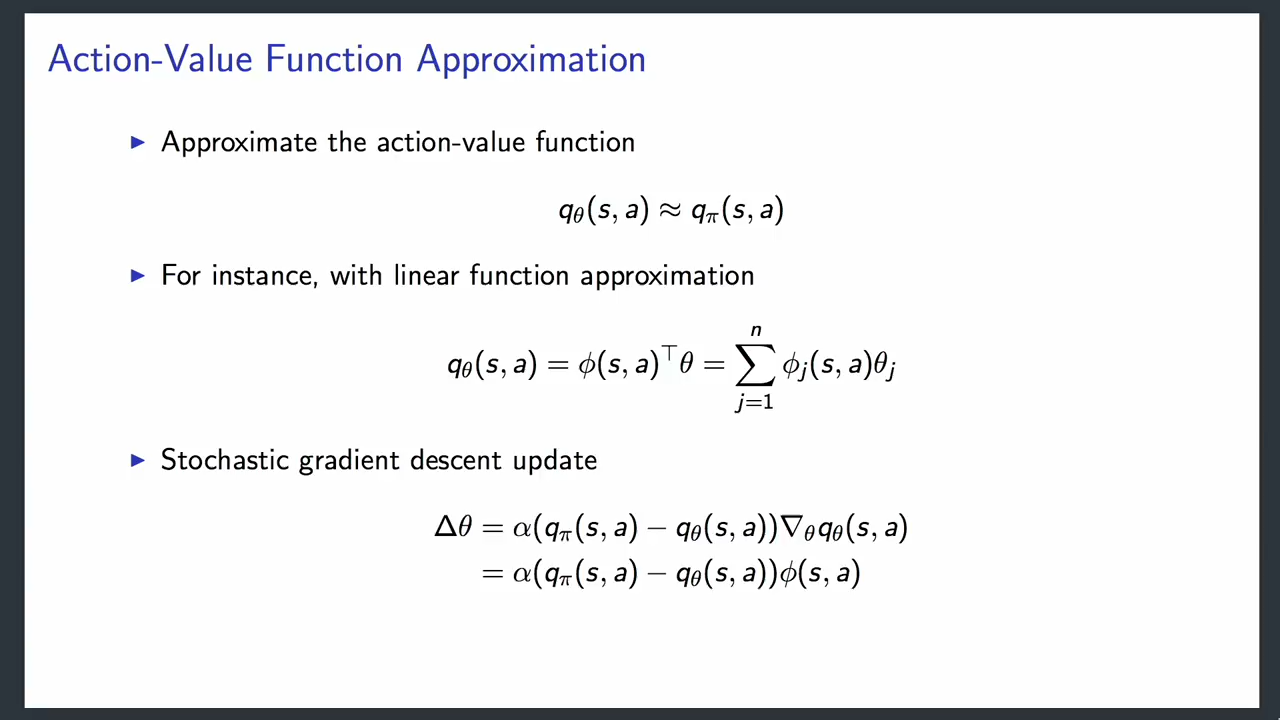 Action-Value Function Approximation
▶ Approximate the action-value function
qθ(s, a) ≈ qπ(s, a)
▶ For instance, with linear function approximation
qθ(s, a) = ϕ(s, a)⊤θ = ∑_{j=1}^{n} ϕj(s, a)θj
▶ Stochastic gradient descent update
Δθ = α(qπ(s, a) − qθ(s, a))∇θqθ(s, a)
= α(qπ(s, a) − qθ(s, a))ϕ(s, a)